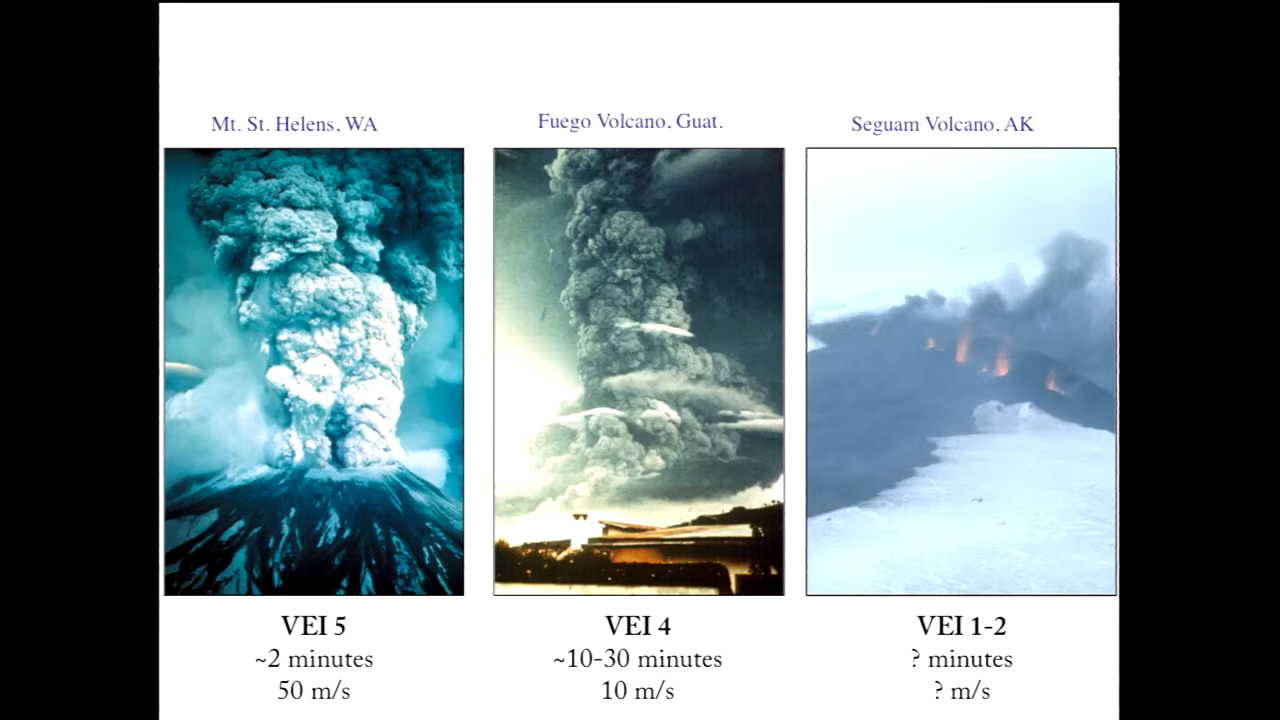 Mt. St. Helens, WA
Fuego Volcano, Guat.
Seguam Volcano, AK
VEI 5
~2 minutes
50 m/s
VEI 4
~10-30 minutes
10 m/s
VEI 1-2
? minutes
? m/s